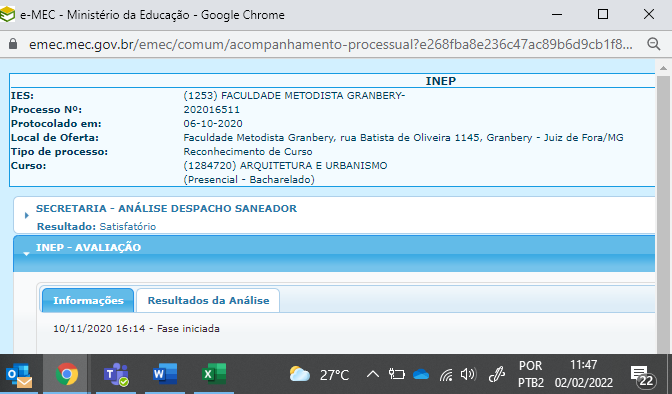 e-MEC - Ministério da Educação - Google Chrome
emec.mec.gov.br/emec/comum/acompanhamento-processual?e268fba8e236c47ac89b6d9cb1f8...
INEP
IES: (1253) FACULDADE METODISTA GRANBERY-
Processo Nº: 202016511
Protocolado em: 06-10-2020
Local de Oferta: Faculdade Metodista Granbery, rua Batista de Oliveira 1145, Granbery - Juiz de Fora/MG
Tipo de processo: Reconhecimento de Curso
Curso: (1284720) ARQUITETURA E URBANISMO
(Presencial - Bacharelado)
SECRETARIA - ANÁLISE DESPACHO SANEADOR
Resultado: Satisfatório
INEP - AVALIAÇÃO
Informações Resultados da Análise
10/11/2020 16:14 - Fase iniciada
27°C POR 11:47
PTB2 02/02/2022 22